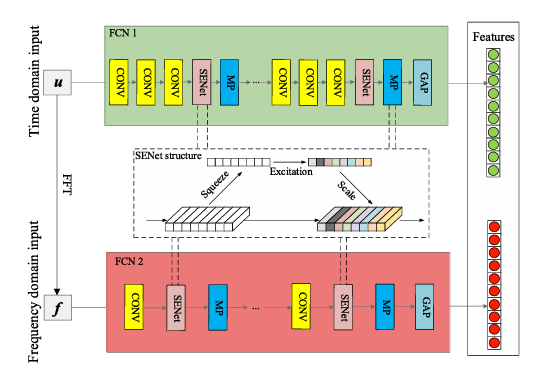 Time domain input
u
FCN 1
CONV
CONV
CONV
SENet
MP
...
CONV
CONV
CONV
SENet
MP
GAP
Features
FFT
SENet structure
Squeeze
Excitation
Scale
Frequency domain input
f
FCN 2
CONV
SENet
MP
...
CONV
SENet
MP
GAP